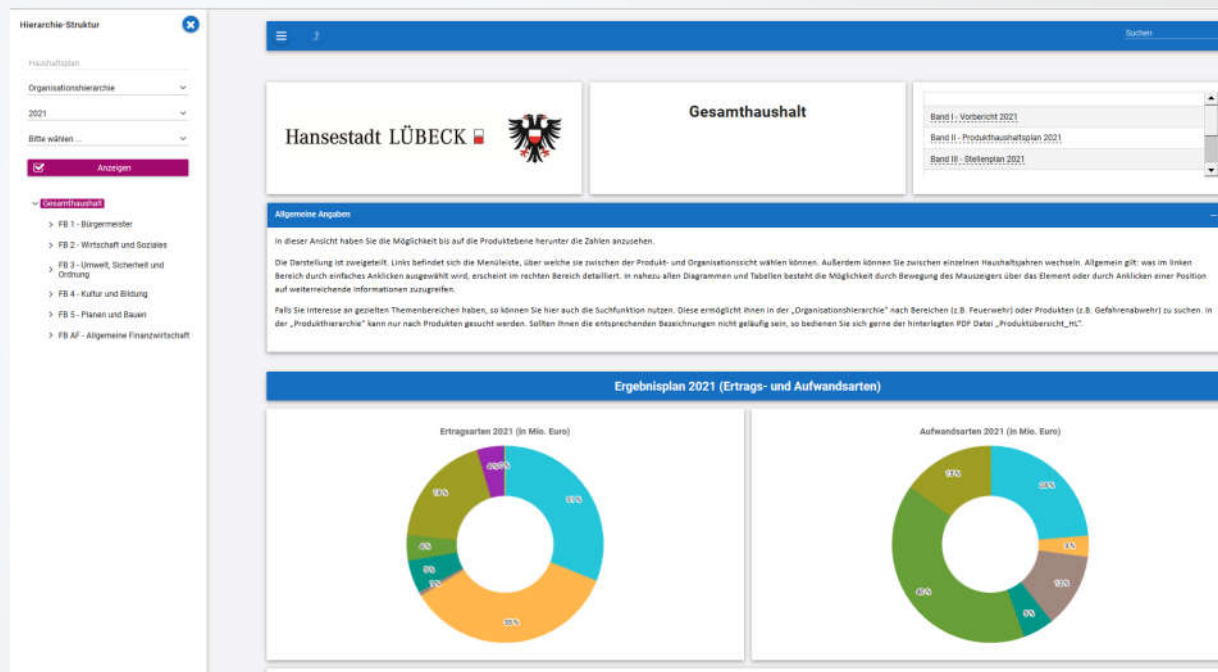 Hierarchie-Struktur
Haushaltsplan
Organisationshierarchie
2021
Bitte wählen ...
Anzeigen
Gesamthaushalt
FB 1 - Bürgermeister
FB 2 - Wirtschaft und Soziales
FB 3 - Umwelt, Sicherheit und
Ordnung
FB 4 - Kultur und Bildung
FB 5 - Planen und Bauen
FB AF - Allgemeine Finanzwirtschaft
Suchen
Hansestadt LÜBECK
Gesamthaushalt
Band I - Vorbericht 2021
Band II - Produkthaushaltsplan 2021
Band III - Stellenplan 2021
Allgemeine Angaben
In dieser Ansicht haben Sie die Möglichkeit bis auf die Produktebene herunter die Zahlen anzusehen.
Die Darstellung ist zweigeteilt. Links befindet sich die Menüleiste, über welche sie zwischen der Produkt- und Organisationssicht wählen können. Außerdem können Sie zwischen einzelnen Haushaltsjahren wechseln. Allgemein gilt: was im linken
Bereich durch einfaches Anklicken ausgewählt wird, erscheint im rechten Bereich detailliert. In nahezu allen Diagrammen und Tabellen besteht die Möglichkeit durch Bewegung des Mauszeigers über das Element oder durch Anklicken einer Position
auf weiterreichende Informationen zuzugreifen.
Falls Sie Interesse an gezielten Themenbereichen haben, so können Sie hier auch die Suchfunktion nutzen. Diese ermöglicht Ihnen in der „Organisationshierarchie" nach Bereichen (z.B. Feuerwehr) oder Produkten (z.B. Gefahrenabwehr) zu suchen. In
der „Produkthierarchie" kann nur nach Produkten gesucht werden. Sollten Ihnen die entsprechenden Bezeichnungen nicht geläufig sein, so bedienen Sie sich gerne der hinterlegten PDF Datei „Produktübersicht_HL".
Ergebnisplan 2021 (Ertrags- und Aufwandsarten)
Ertragsarten 2021 (in Mio. Euro)
31 %
5 %
4 %
Aufwandsarten 2021 (in Mio. Euro)
5 %